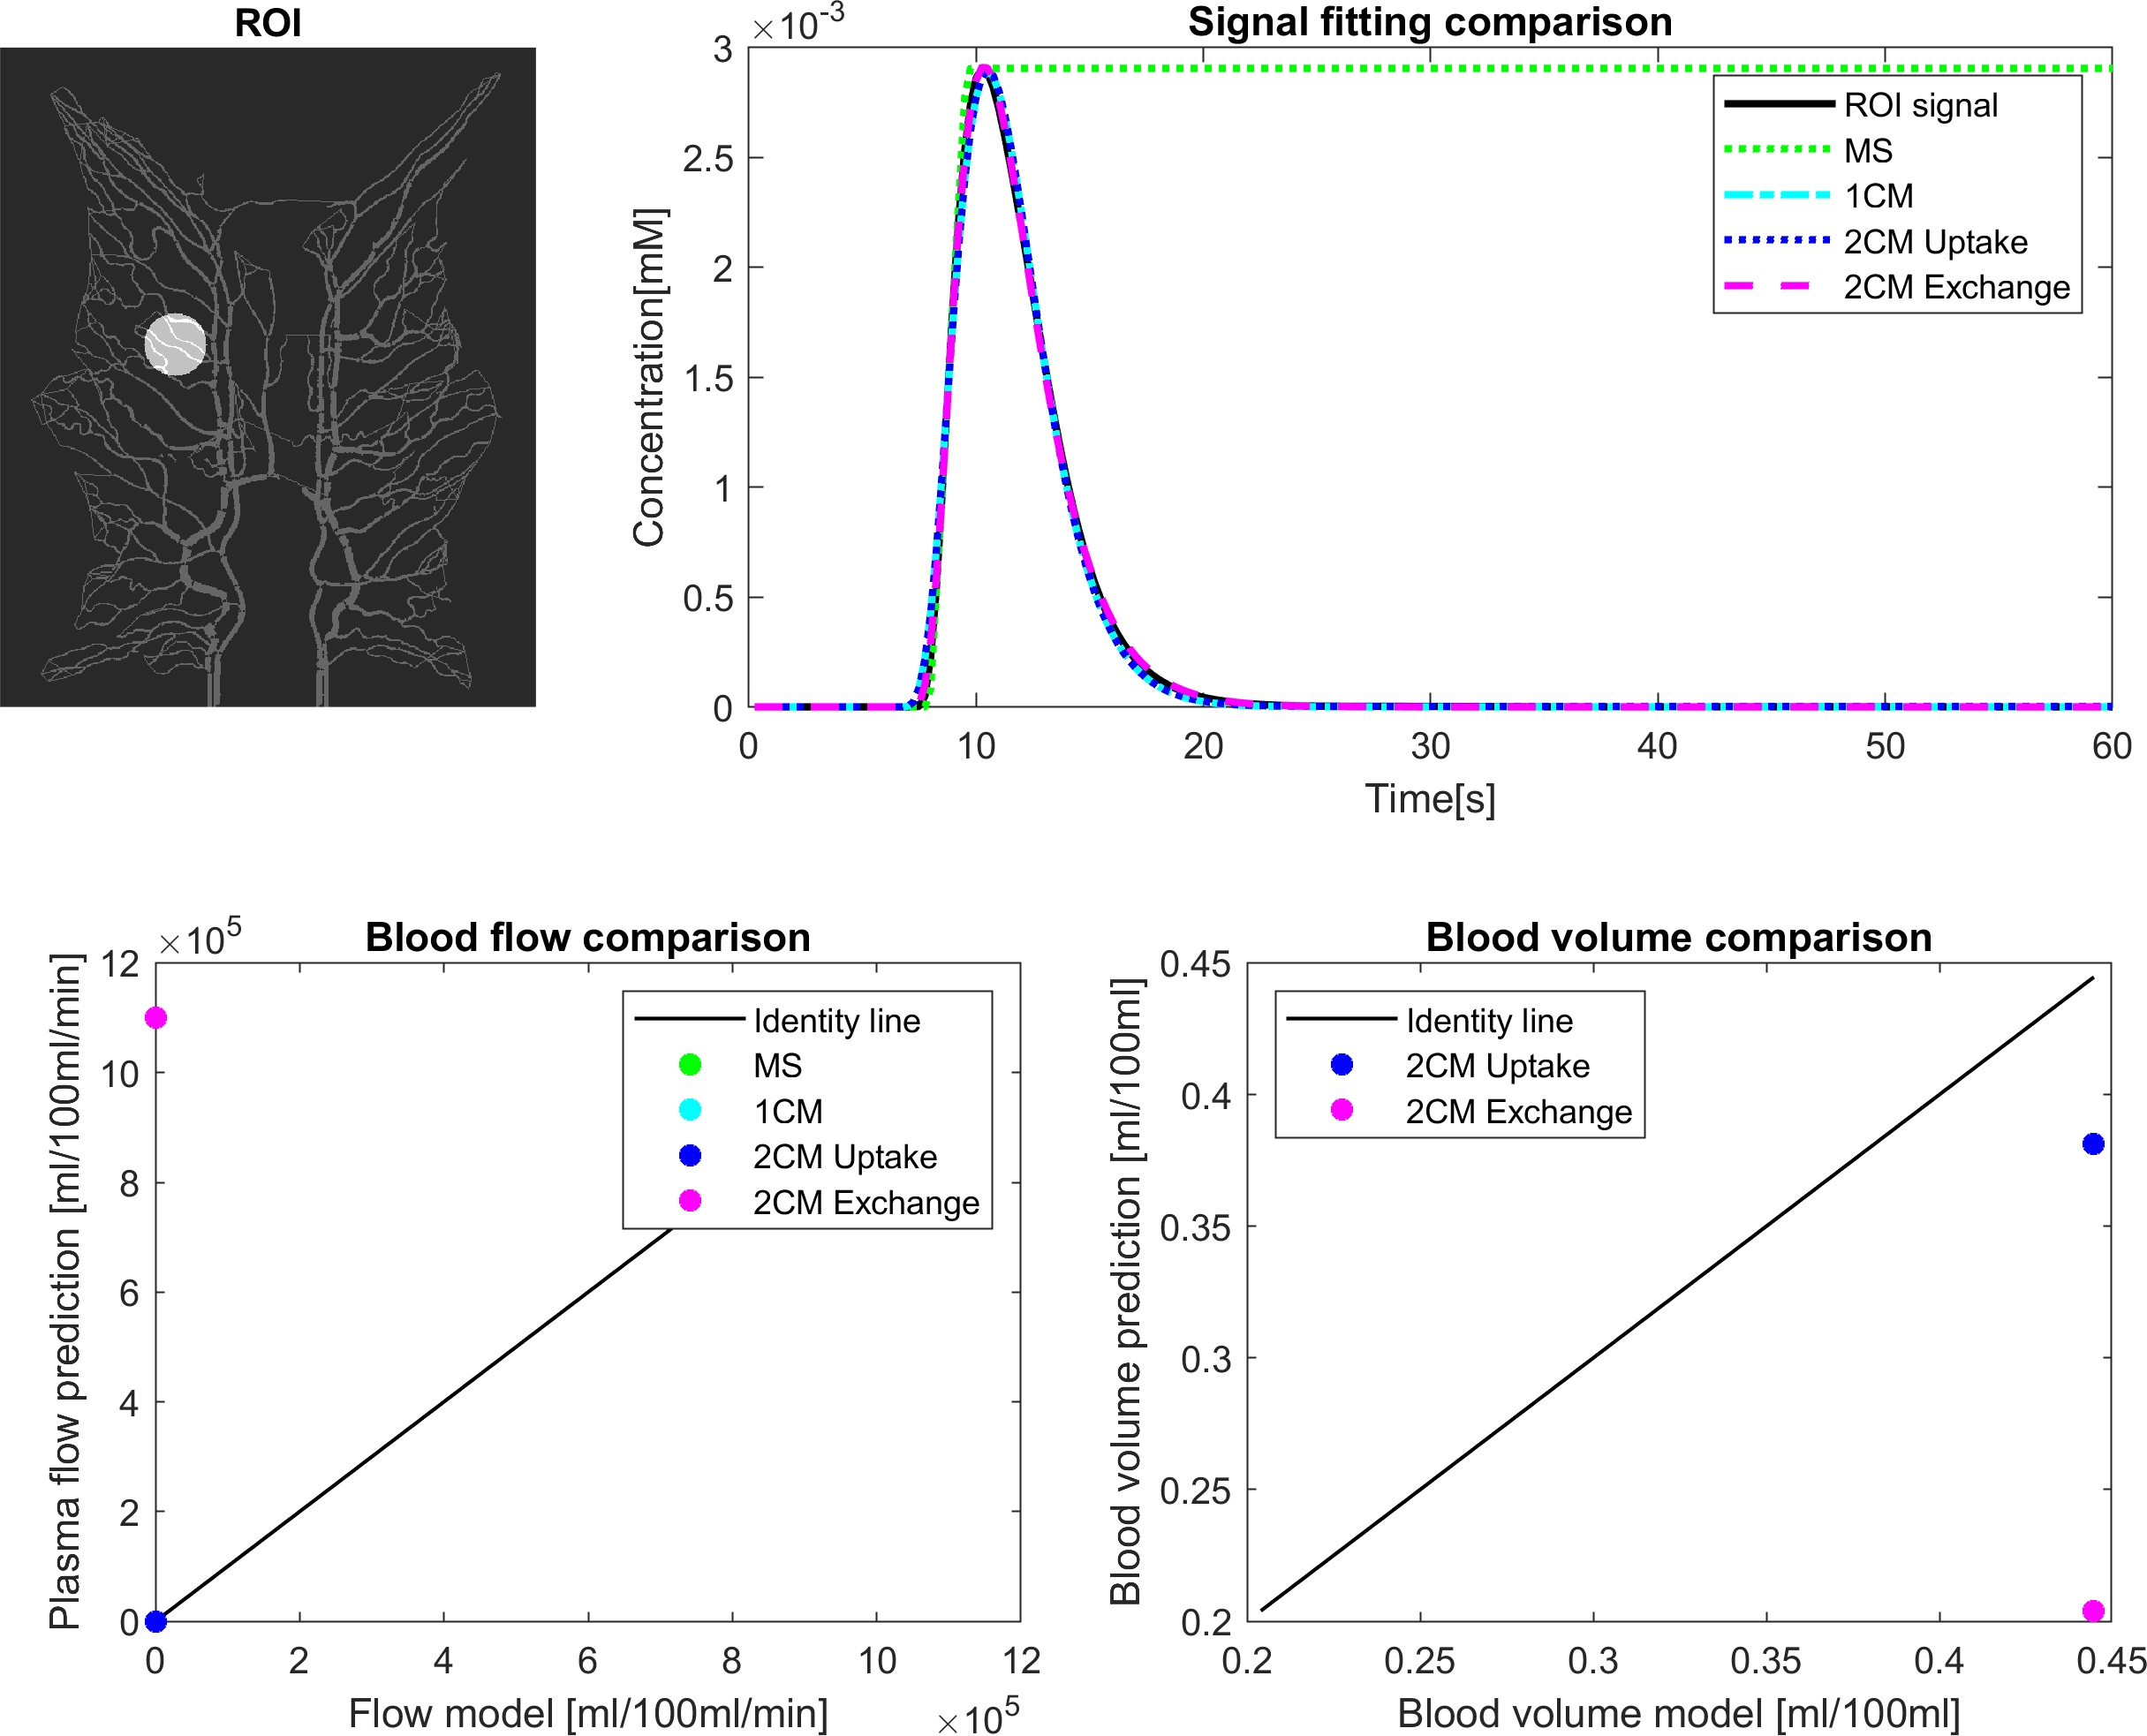 ROI
Signal fitting comparison
×10-3
3
2.5
2
1.5
1
0.5
0
Concentration[mM]
0 10 20 30 40 50 60
Time[s]
ROI signal
MS
1CM
2CM Uptake
2CM Exchange
Blood flow comparison
×105
12
10
8
6
4
2
0
Plasma flow prediction [ml/100ml/min]
0 2 4 6 8 10 12
Flow model [ml/100ml/min]
×105
Identity line
MS
1CM
2CM Uptake
2CM Exchange
Blood volume comparison
0.45
0.4
0.35
0.3
0.25
0.2
Blood volume prediction [ml/100ml]
0.2 0.25 0.3 0.35 0.4 0.45
Blood volume model [ml/100ml]
Identity line
2CM Uptake
2CM Exchange